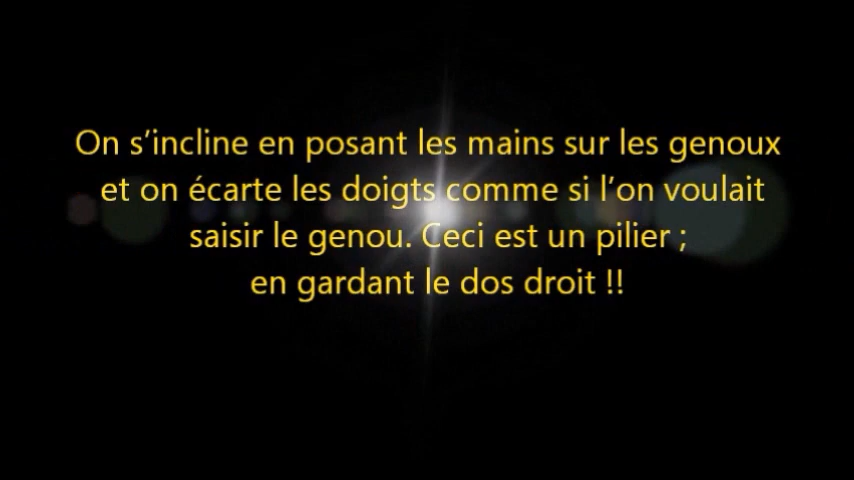 On s’incline en posant les mains sur les genoux
et on écarte les doigts comme si l’on voulait
saisir le genou. Ceci est un pilier ;
en gardant le dos droit !!